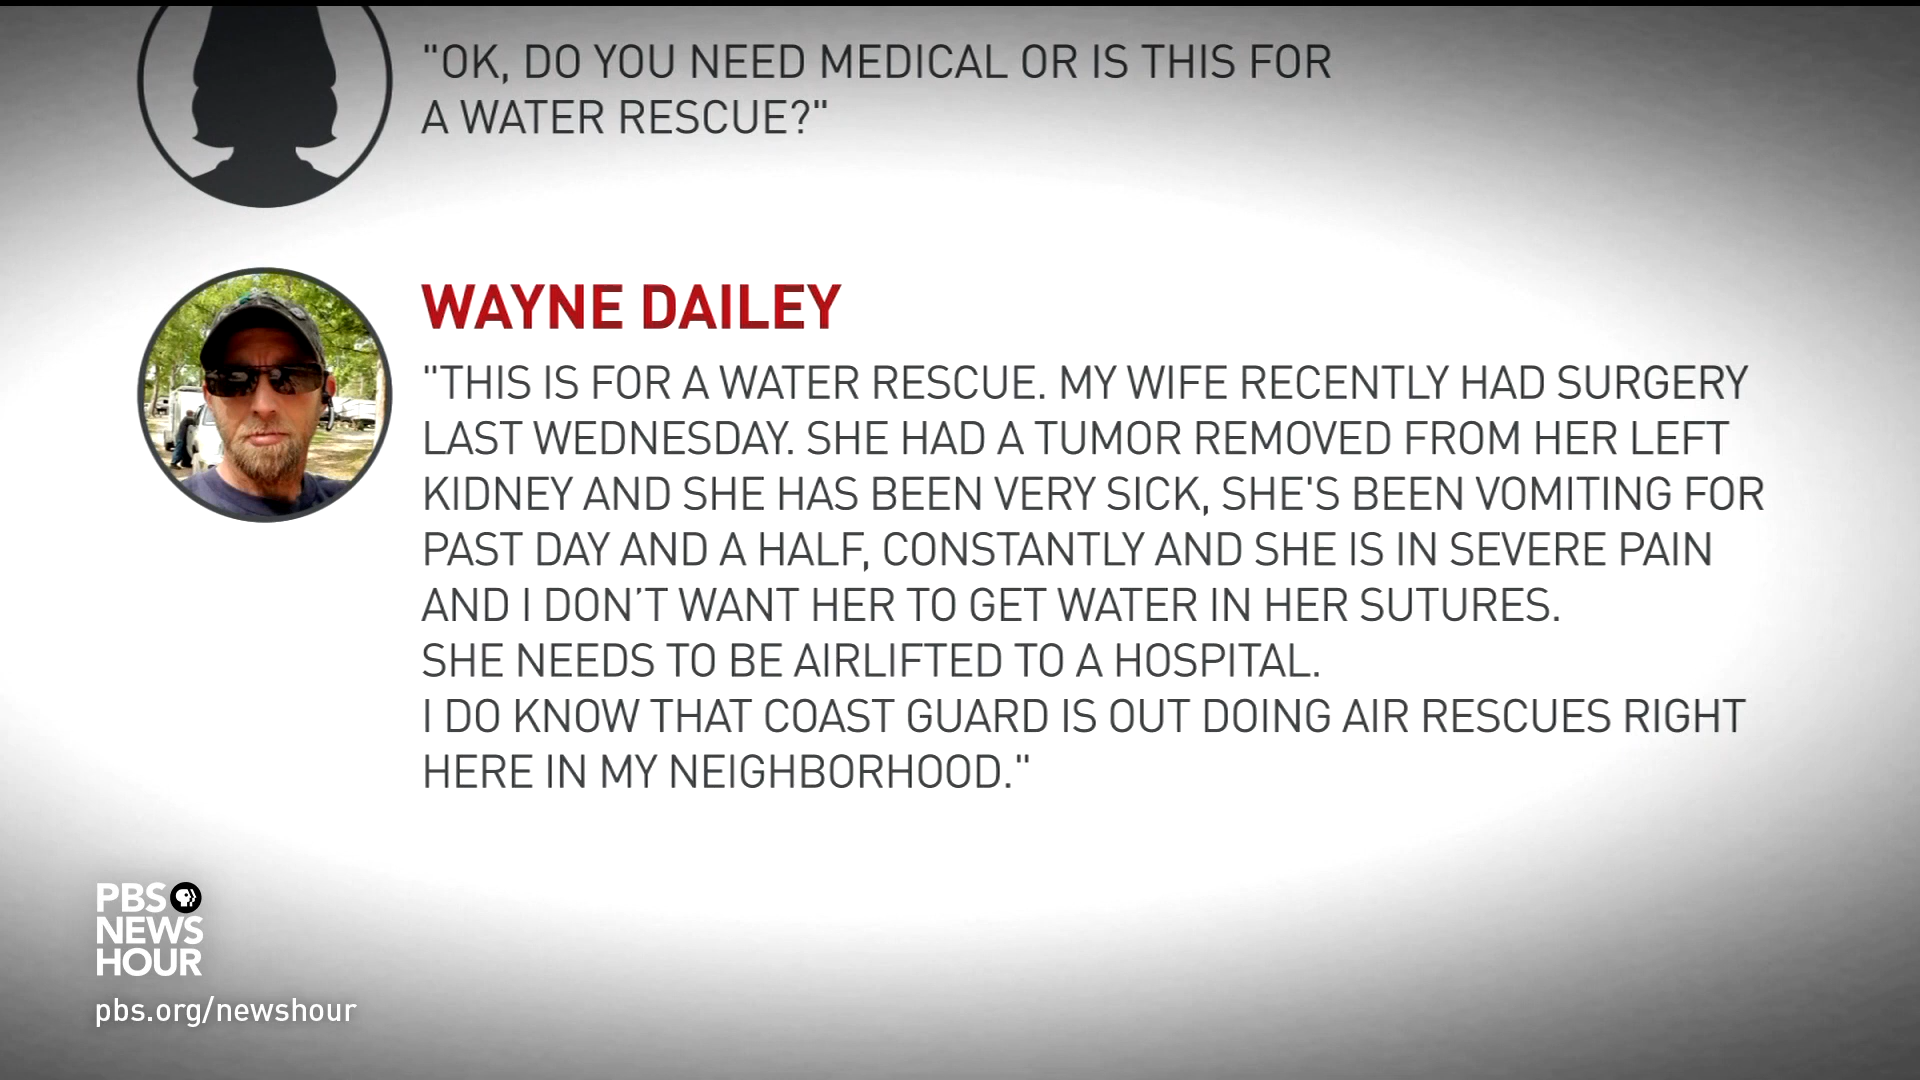 "OK, DO YOU NEED MEDICAL OR IS THIS FOR
A WATER RESCUE?"
WAYNE DAILEY
"THIS IS FOR A WATER RESCUE. MY WIFE RECENTLY HAD SURGERY
LAST WEDNESDAY. SHE HAD A TUMOR REMOVED FROM HER LEFT
KIDNEY AND SHE HAS BEEN VERY SICK, SHE'S BEEN VOMITING FOR
PAST DAY AND A HALF, CONSTANTLY AND SHE IS IN SEVERE PAIN
AND I DON’T WANT HER TO GET WATER IN HER SUTURES.
SHE NEEDS TO BE AIRLIFTED TO A HOSPITAL.
I DO KNOW THAT COAST GUARD IS OUT DOING AIR RESCUES RIGHT
HERE IN MY NEIGHBORHOOD."
PBS
NEWS
HOUR
pbs.org/newshour